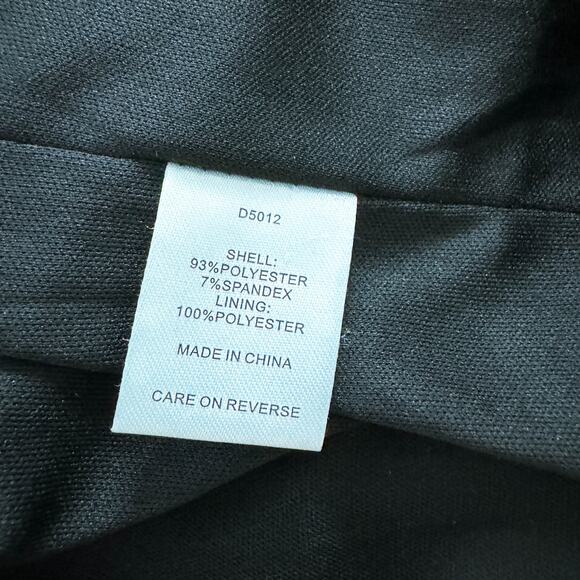 D5012
SHELL:
93%POLYESTER
7%SPANDEX
LINING:
100%POLYESTER
MADE IN CHINA
CARE ON REVERSE